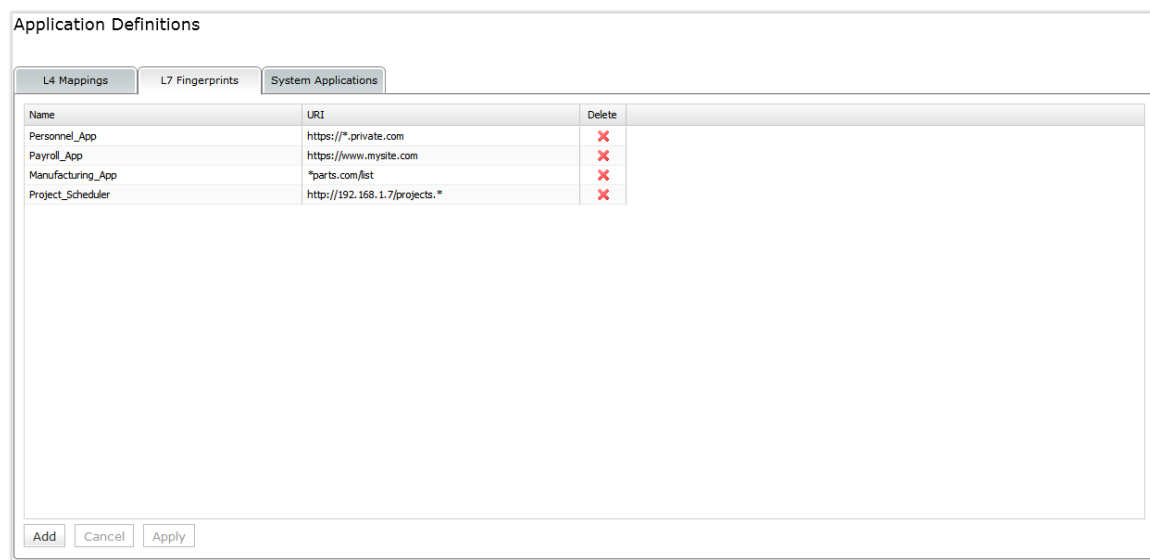 Application Definitions
L4 Mappings L7 Fingerprints System Applications
Name URI Delete
Personnel_App https://*.private.com
Payroll_App https://www.mysite.com
Manufacturing_App *parts.com/list
Project_Scheduler http://192.168.1.7/projects.*
Add Cancel Apply